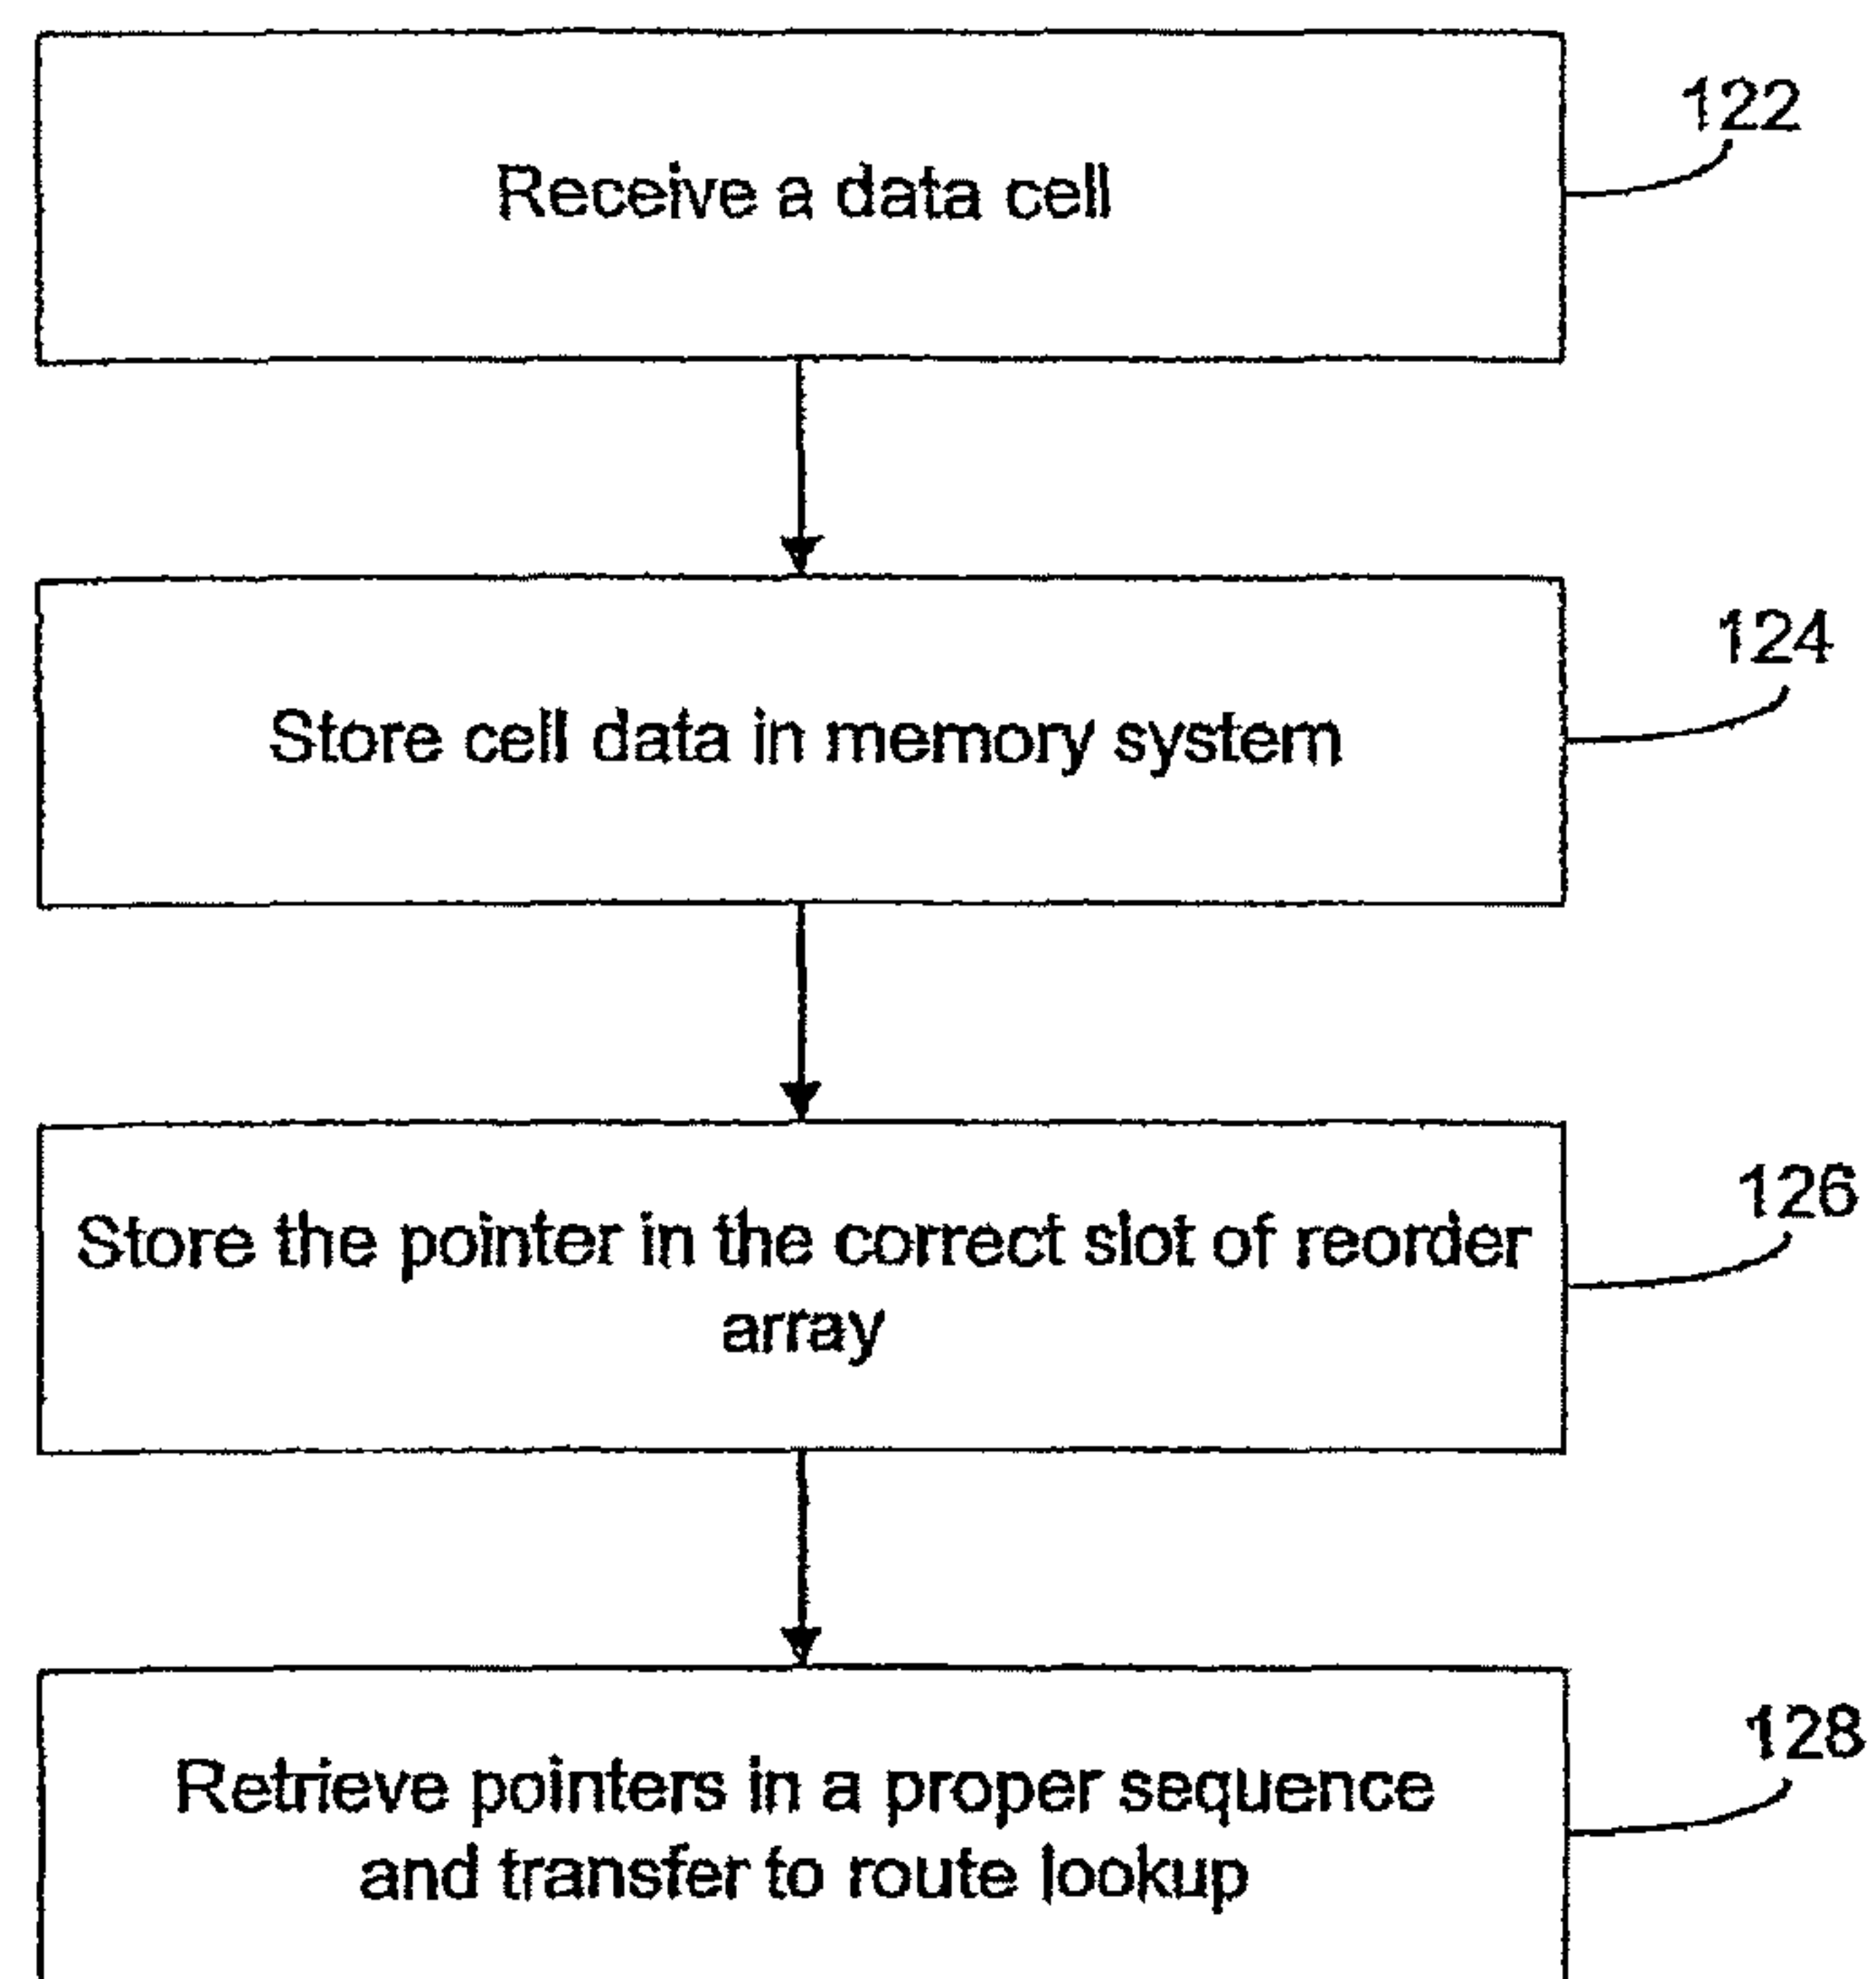 122
Receive a data cell
124
Store cell data in memory system
126
Store the pointer in the correct slot of reorder
array
128
Retrieve pointers in a proper sequence
and transfer to route lookup